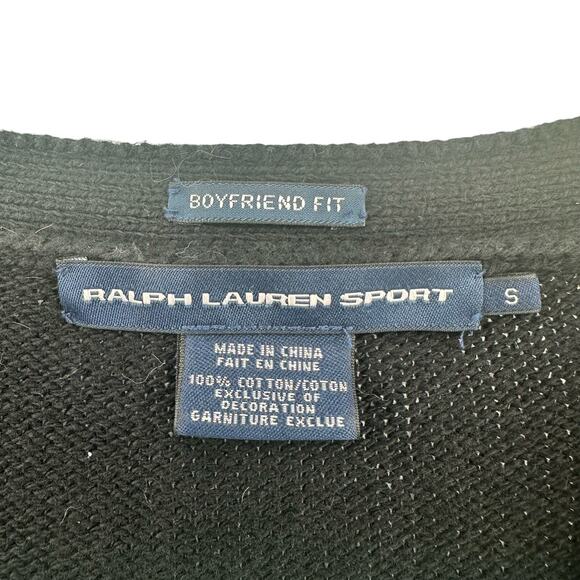 BOYFRIEND FIT
RALPH LAUREN SPORT S
MADE IN CHINA
FAIT EN CHINE
100% COTTON/COTON
EXCLUSIVE OF
DECORATION
GARNITURE EXCLUE